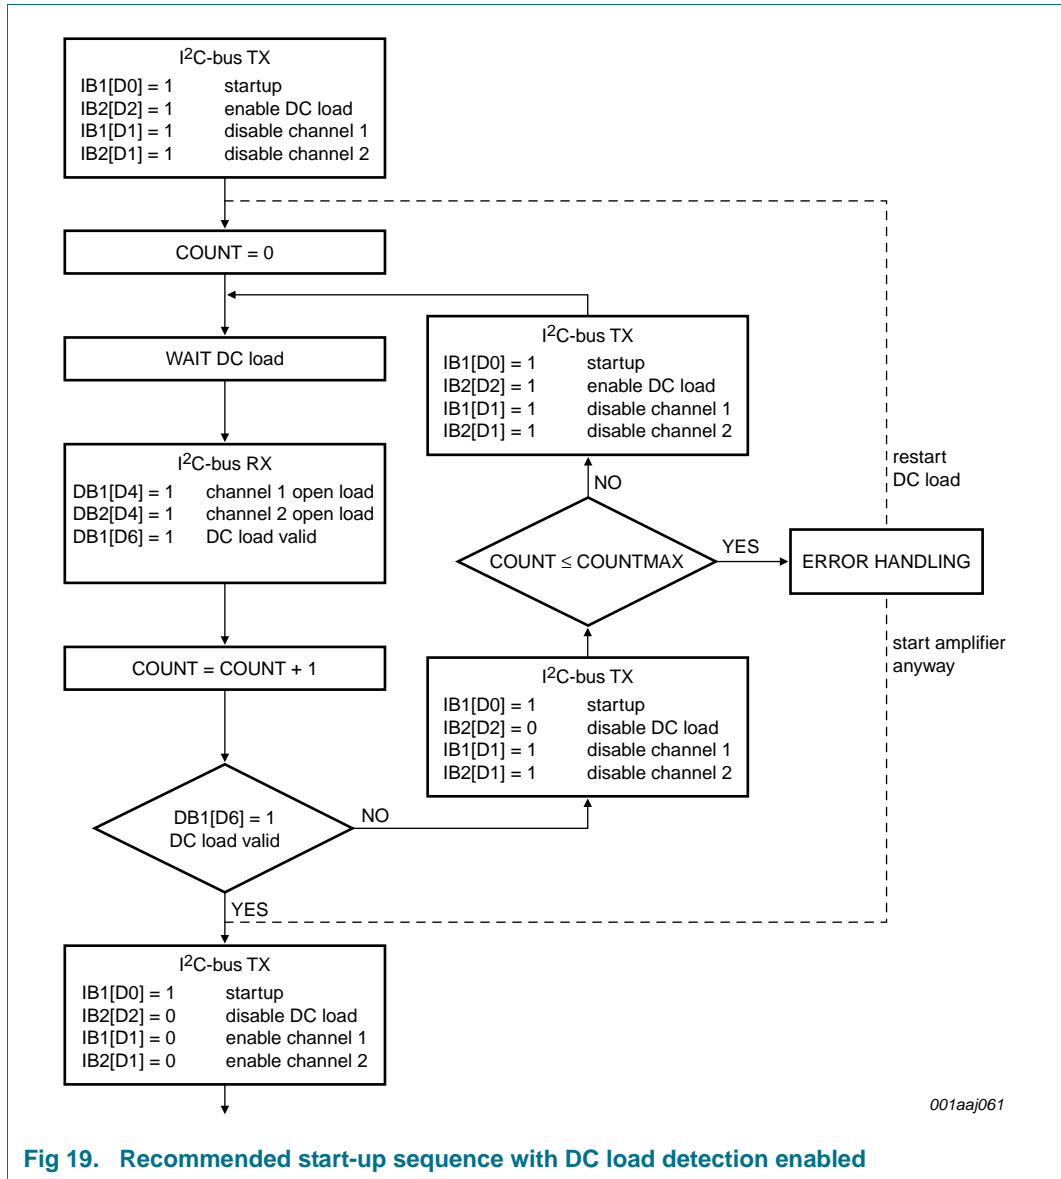 I2C-bus TX
IB1[D0] = 1 startup
IB2[D2] = 1 enable DC load
IB1[D1] = 1 disable channel 1
IB2[D1] = 1 disable channel 2
COUNT = 0
WAIT DC load
I2C-bus RX
DB1[D4] = 1 channel 1 open load
DB2[D4] = 1 channel 2 open load
DB1[D6] = 1 DC load valid
COUNT = COUNT + 1
DB1[D6] = 1
DC load valid
NO
YES
I2C-bus TX
IB1[D0] = 1 startup
IB2[D2] = 0 disable DC load
IB1[D1] = 0 enable channel 1
IB2[D1] = 0 enable channel 2
I2C-bus TX
IB1[D0] = 1 startup
IB2[D2] = 1 enable DC load
IB1[D1] = 1 disable channel 1
IB2[D1] = 1 disable channel 2
NO
COUNT ≤ COUNTMAX
YES
I2C-bus TX
IB1[D0] = 1 startup
IB2[D2] = 0 disable DC load
IB1[D1] = 1 disable channel 1
IB2[D1] = 1 disable channel 2
restart
DC load
ERROR HANDLING
start amplifier
anyway
001aaj061
Fig 19. Recommended start-up sequence with DC load detection enabled